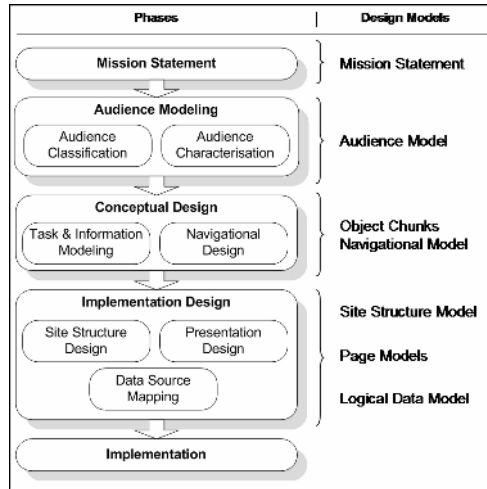 Phases
Design Models
Mission Statement
Mission Statement
Audience Modeling
Audience
Classification
Audience
Characterisation
Audience Model
Conceptual Design
Task & Information
Modeling
Navigational
Design
Object Chunks
Navigational Model
Implementation Design
Site Structure
Design
Presentation
Design
Data Source
Mapping
Site Structure Model
Page Models
Logical Data Model
Implementation